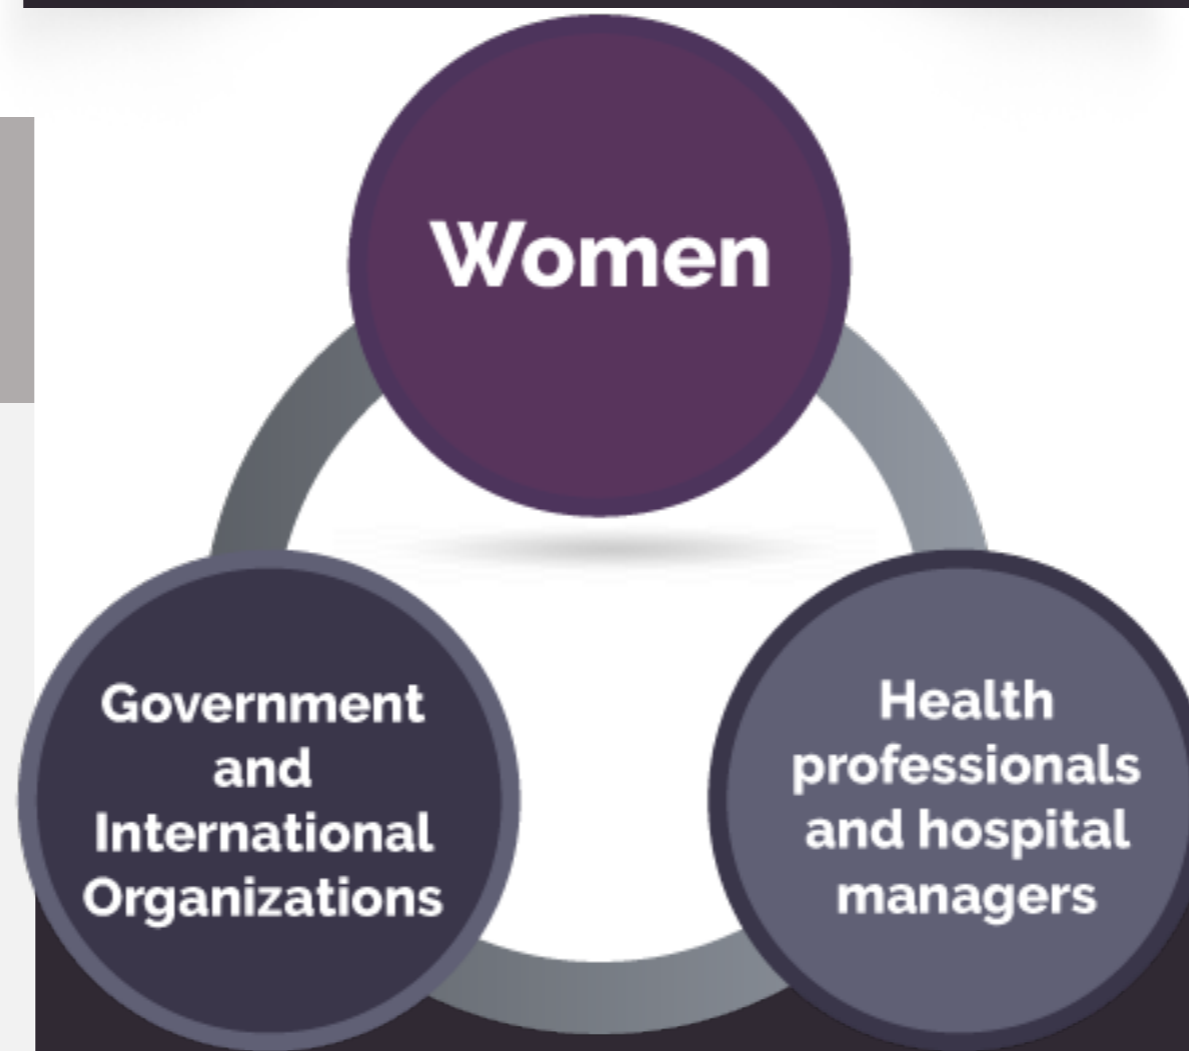 Women
Government
and
International
Organizations
Health
professionals
and hospital
managers